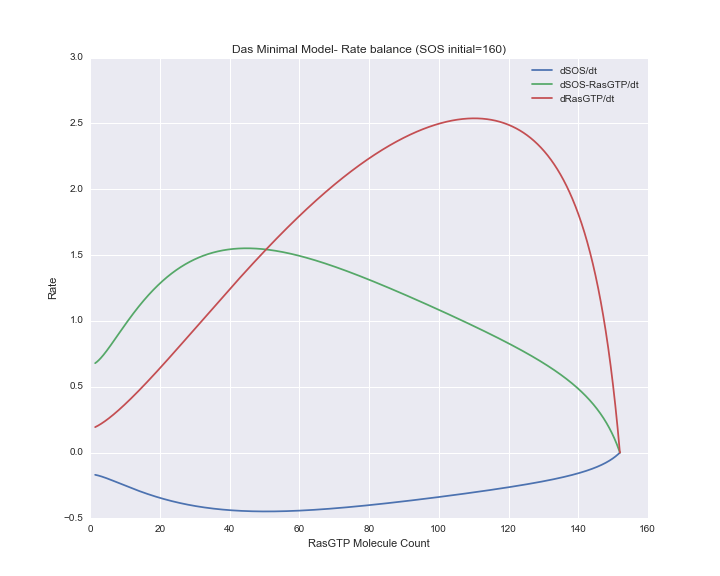 Das Minimal Model- Rate balance (SOS initial=160)
dSOS/dt
dSOS-RasGTP/dt
dRasGTP/dt
3.0
2.5
2.0
1.5
1.0
0.5
0.0
−0.5
Rate
0 20 40 60 80 100 120 140 160
RasGTP Molecule Count